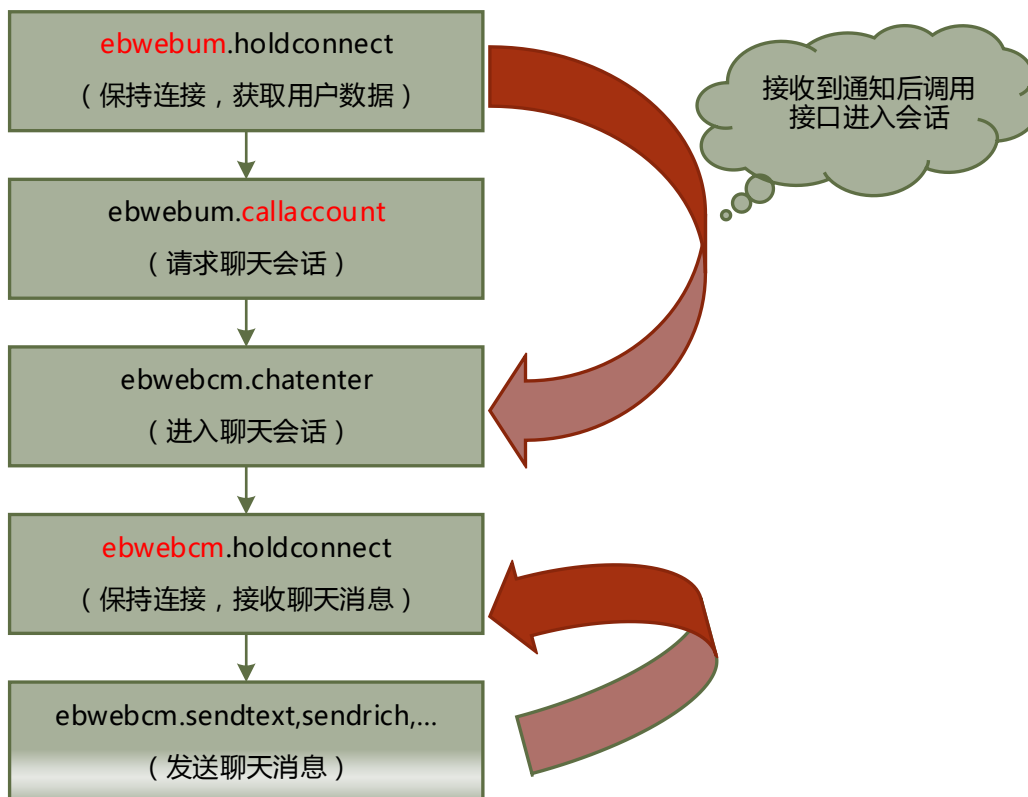 ebwebum.holdconnect
（保持连接，获取用户数据）
接收到通知后调用
接口进入会话
ebwebum.callaccount
（请求聊天会话）
ebwebcm.chatenter
（进入聊天会话）
ebwebcm.holdconnect
（保持连接，接收聊天消息）
ebwebcm.sendtext,sendrich,...
（发送聊天消息）